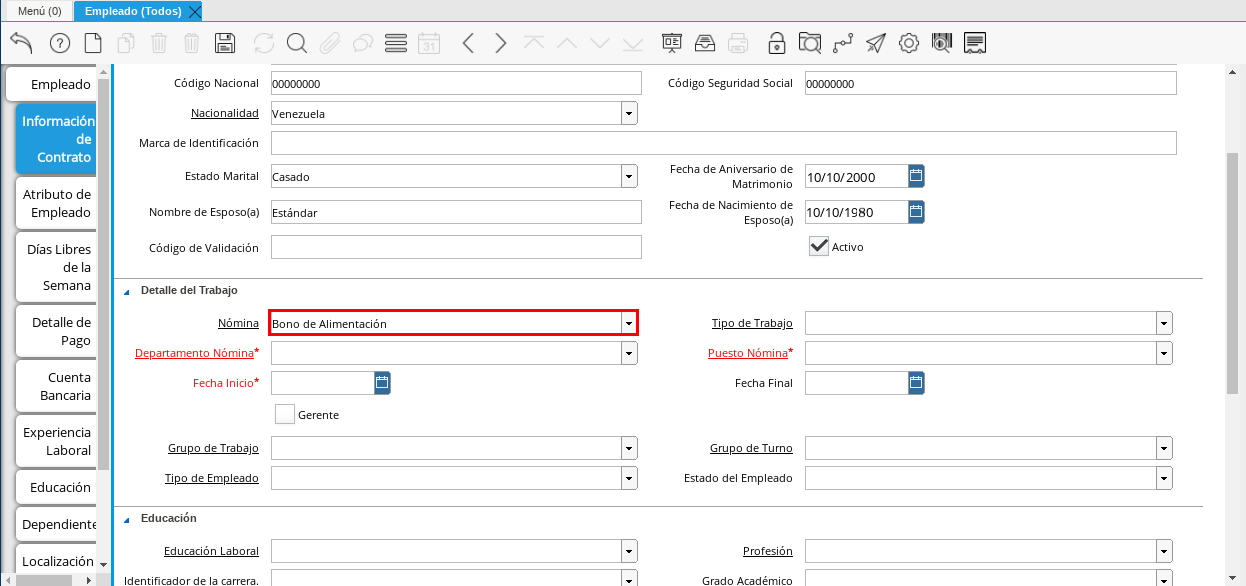 Menú (0)
Empleado (Todos)
31
Empleado
Información
de
Contrato
Atributo de
Empleado
Días Libres
de la
Semana
Detalle de
Pago
Cuenta
Bancaria
Experiencia
Laboral
Educación
Dependiente
Localización
Código Nacional 00000000 Código Seguridad Social 00000000
Nacionalidad Venezuela
Marca de Identificación
Estado Marital Casado Fecha de Aniversario de
Matrimonio 10/10/2000
Nombre de Esposo(a) Estándar Fecha de Nacimiento de
Esposo(a) 10/10/1980
Código de Validación Activo
Detalle del Trabajo
Nómina Bono de Alimentación Tipo de Trabajo
Departamento Nómina* Puesto Nómina*
Fecha Inicio* Fecha Final
Gerente
Grupo de Trabajo Grupo de Turno
Tipo de Empleado Estado del Empleado
Educación
Educación Laboral Profesión
Identificador de la carrera. Grado Académico